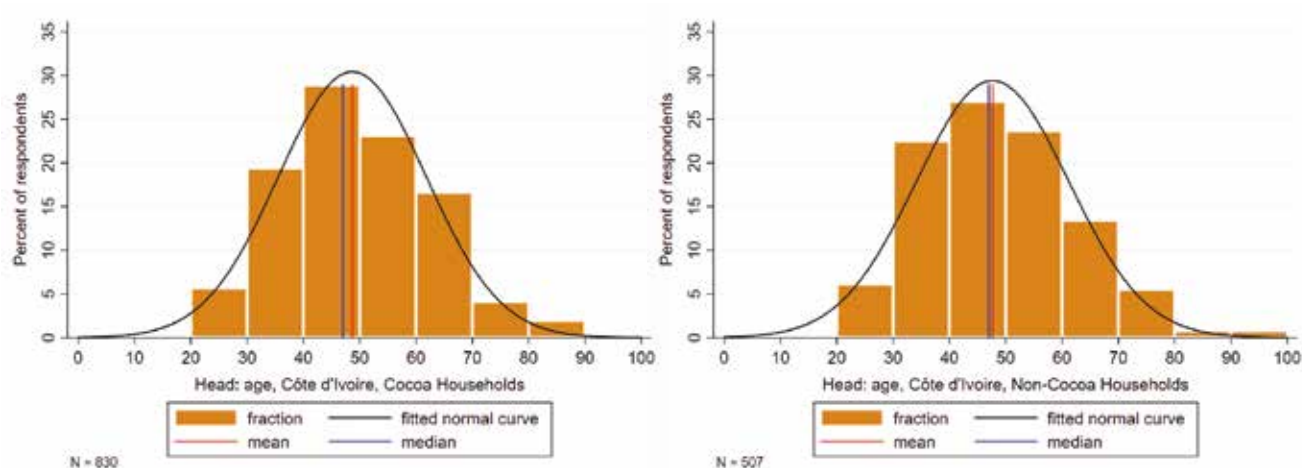 Percent of respondents
35
30
25
20
15
10
5
0
0 10 20 30 40 50 60 70 80 90 100
Head: age, Côte d'Ivoire, Cocoa Households
fraction fitted normal curve
mean median
N = 830
Percent of respondents
35
30
25
20
15
10
5
0
0 10 20 30 40 50 60 70 80 90 100
Head: age, Côte d'Ivoire, Non-Cocoa Households
fraction fitted normal curve
mean median
N = 507